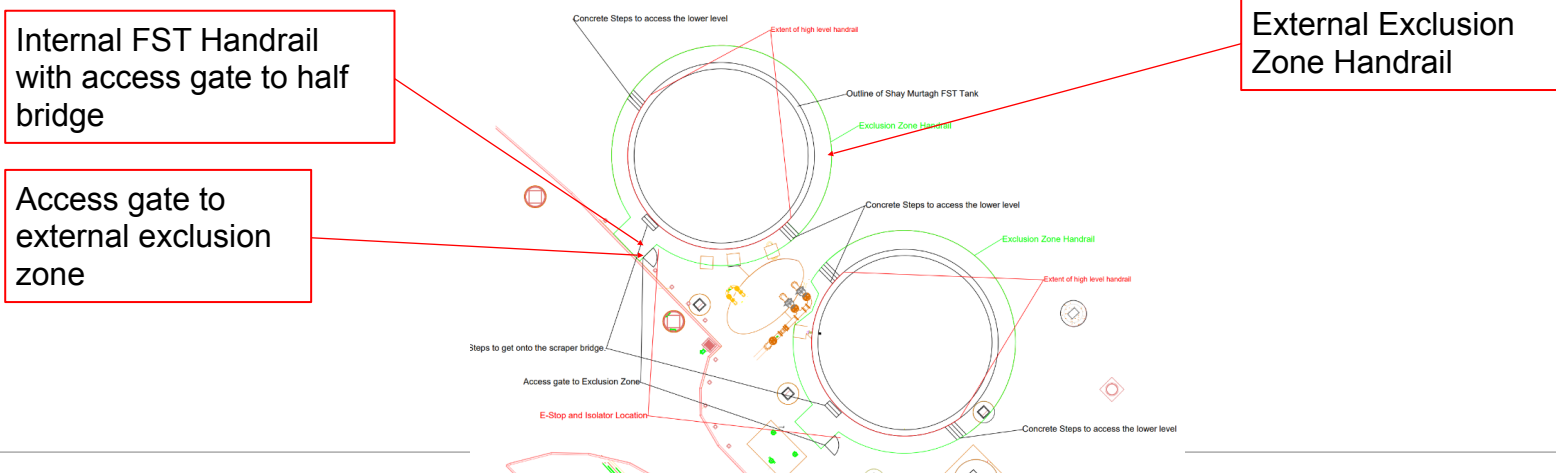 Internal FST Handrail
with access gate to half
bridge
Access gate to
external exclusion
zone
External Exclusion
Zone Handrail
Concrete Steps to access the lower level
Extent of high level handrail
Outline of Shay Murtagh FST Tank
Exclusion Zone Handrail
Concrete Steps to access the lower level
Exclusion Zone Handrail
Extent of high level handrail
Steps to get onto the scraper bridge.
Access gate to Exclusion Zone
E-Stop and Isolator Location
Concrete Steps to access the lower level